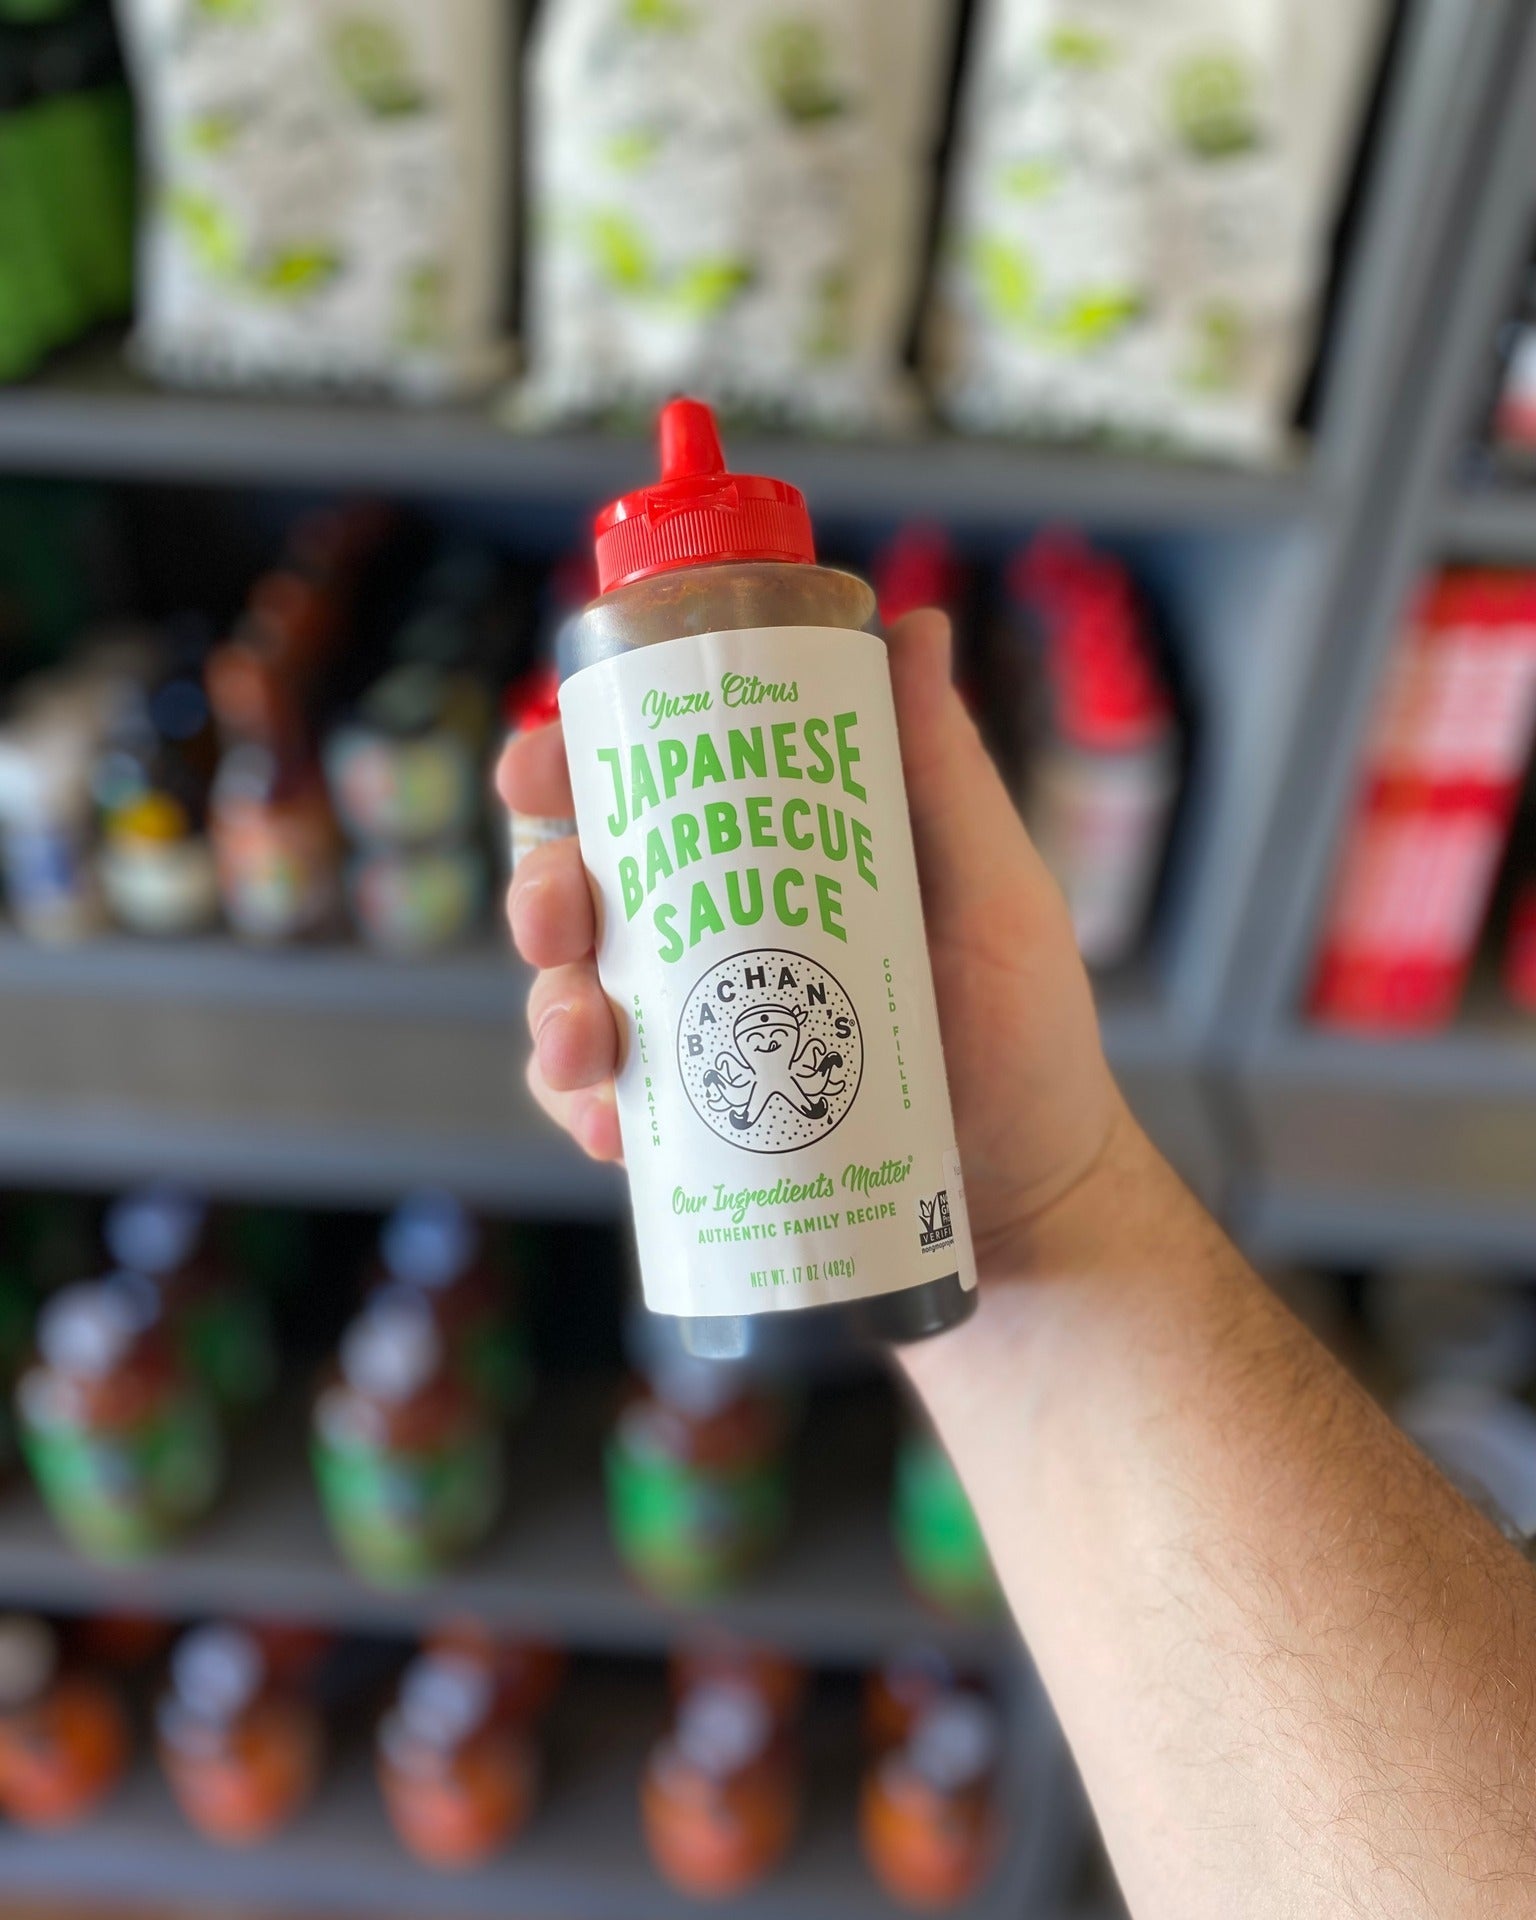 Yuzu Citrus
JAPANESE
BARBECUE
SAUCE
BACHAN'S®
SMALL BATCH
COLD FILLED
Our Ingredients Matter®
AUTHENTIC FAMILY RECIPE
NET WT. 17 OZ (482g)